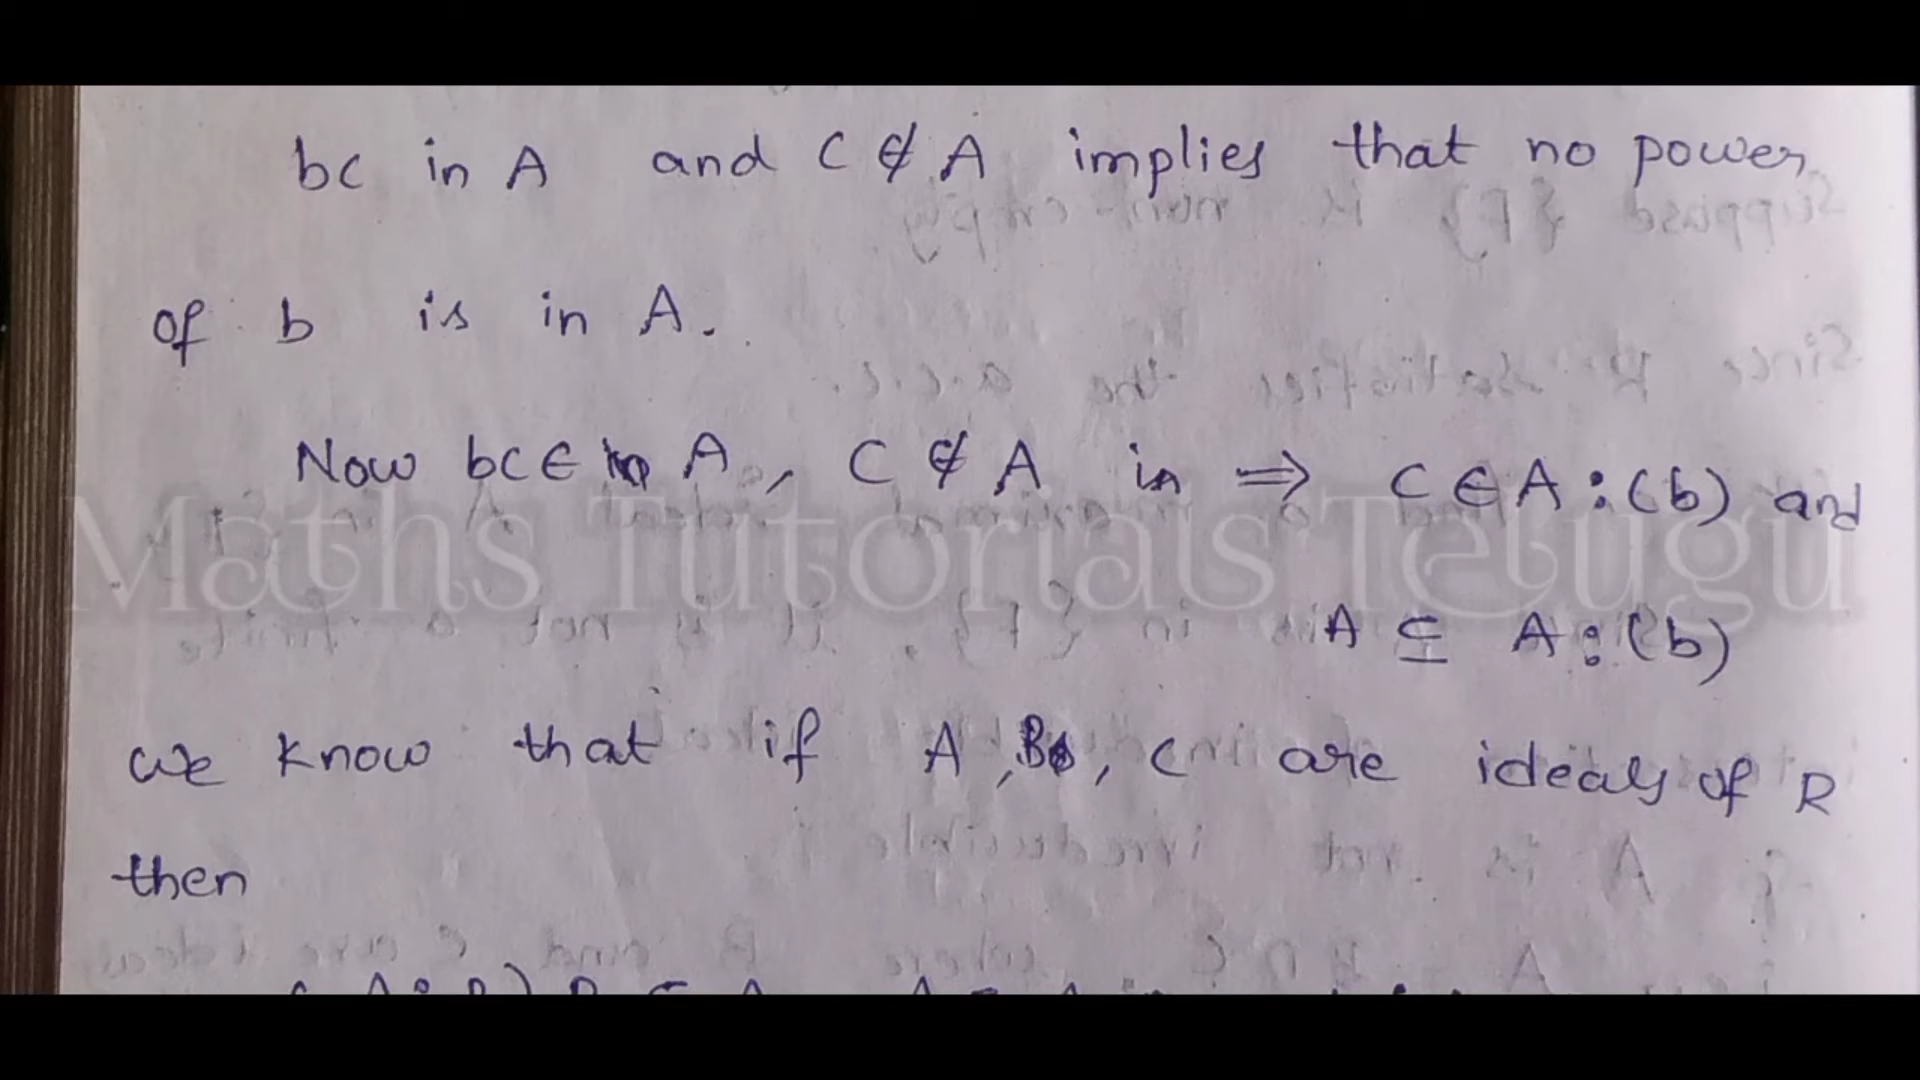 bc in A and C ∉ A implies that no power
of b is in A.
Now bc ∈ A, C ∉ A in ⇒ C ∈ A : (b) and
Maths Tutorials Telugu
A ⊆ A : (b)
we know that if A, B, C are ideals of R
then